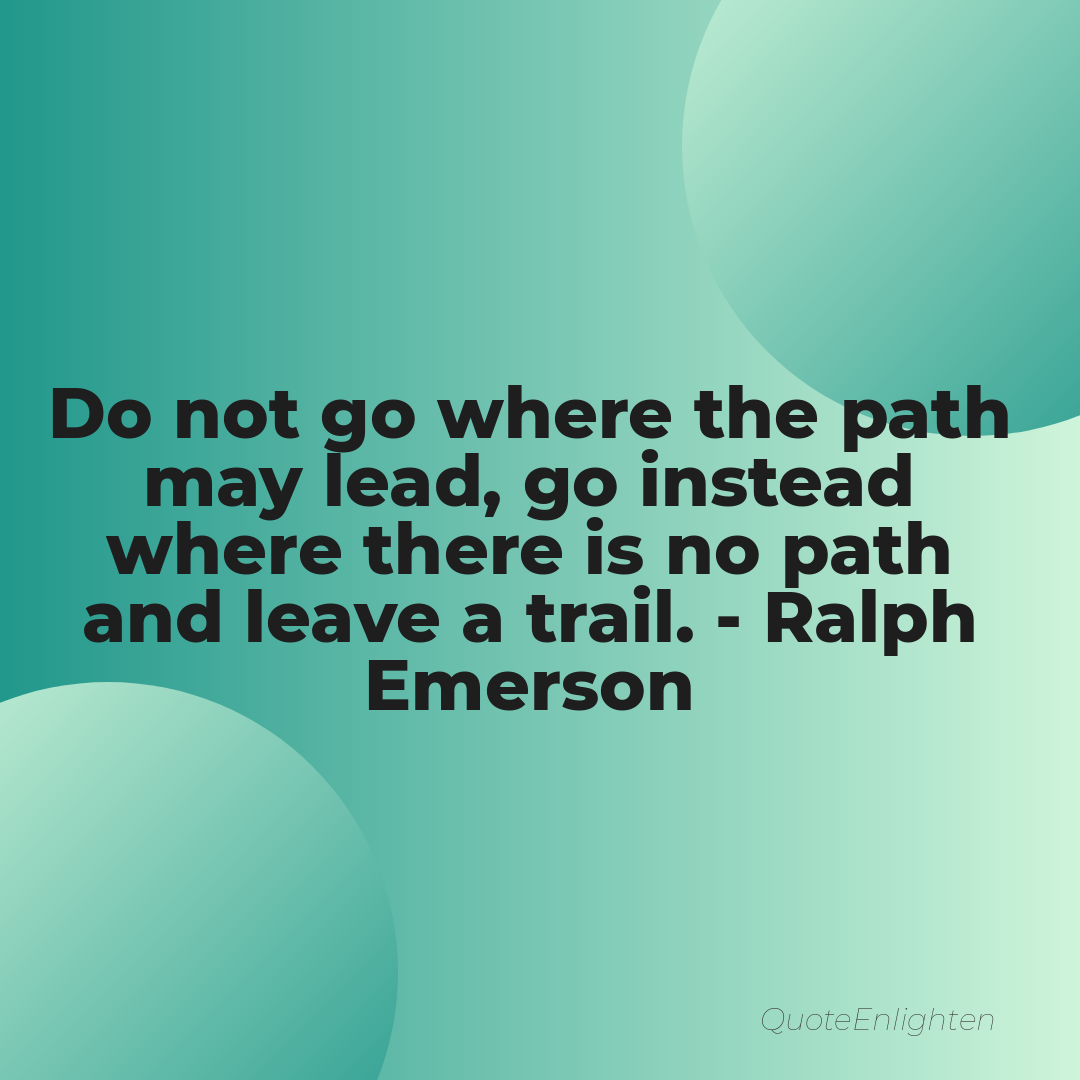 Do not go where the path
may lead, go instead
where there is no path
and leave a trail. - Ralph
Emerson
QuoteEnlighten